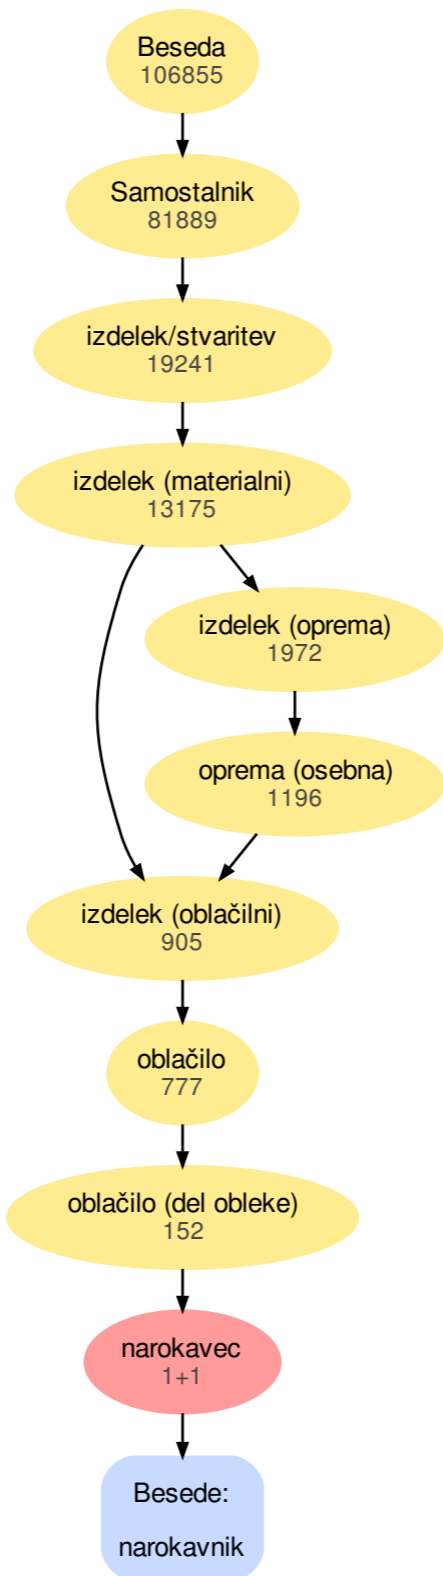 Beseda
106855
Samostalnik
81889
izdelek/stvaritev
19241
izdelek (materialni)
13175
izdelek (oprema)
1972
oprema (osebna)
1196
izdelek (oblačilni)
905
oblačilo
777
oblačilo (del obleke)
152
narokavec
1+1
Besede:
narokavnik